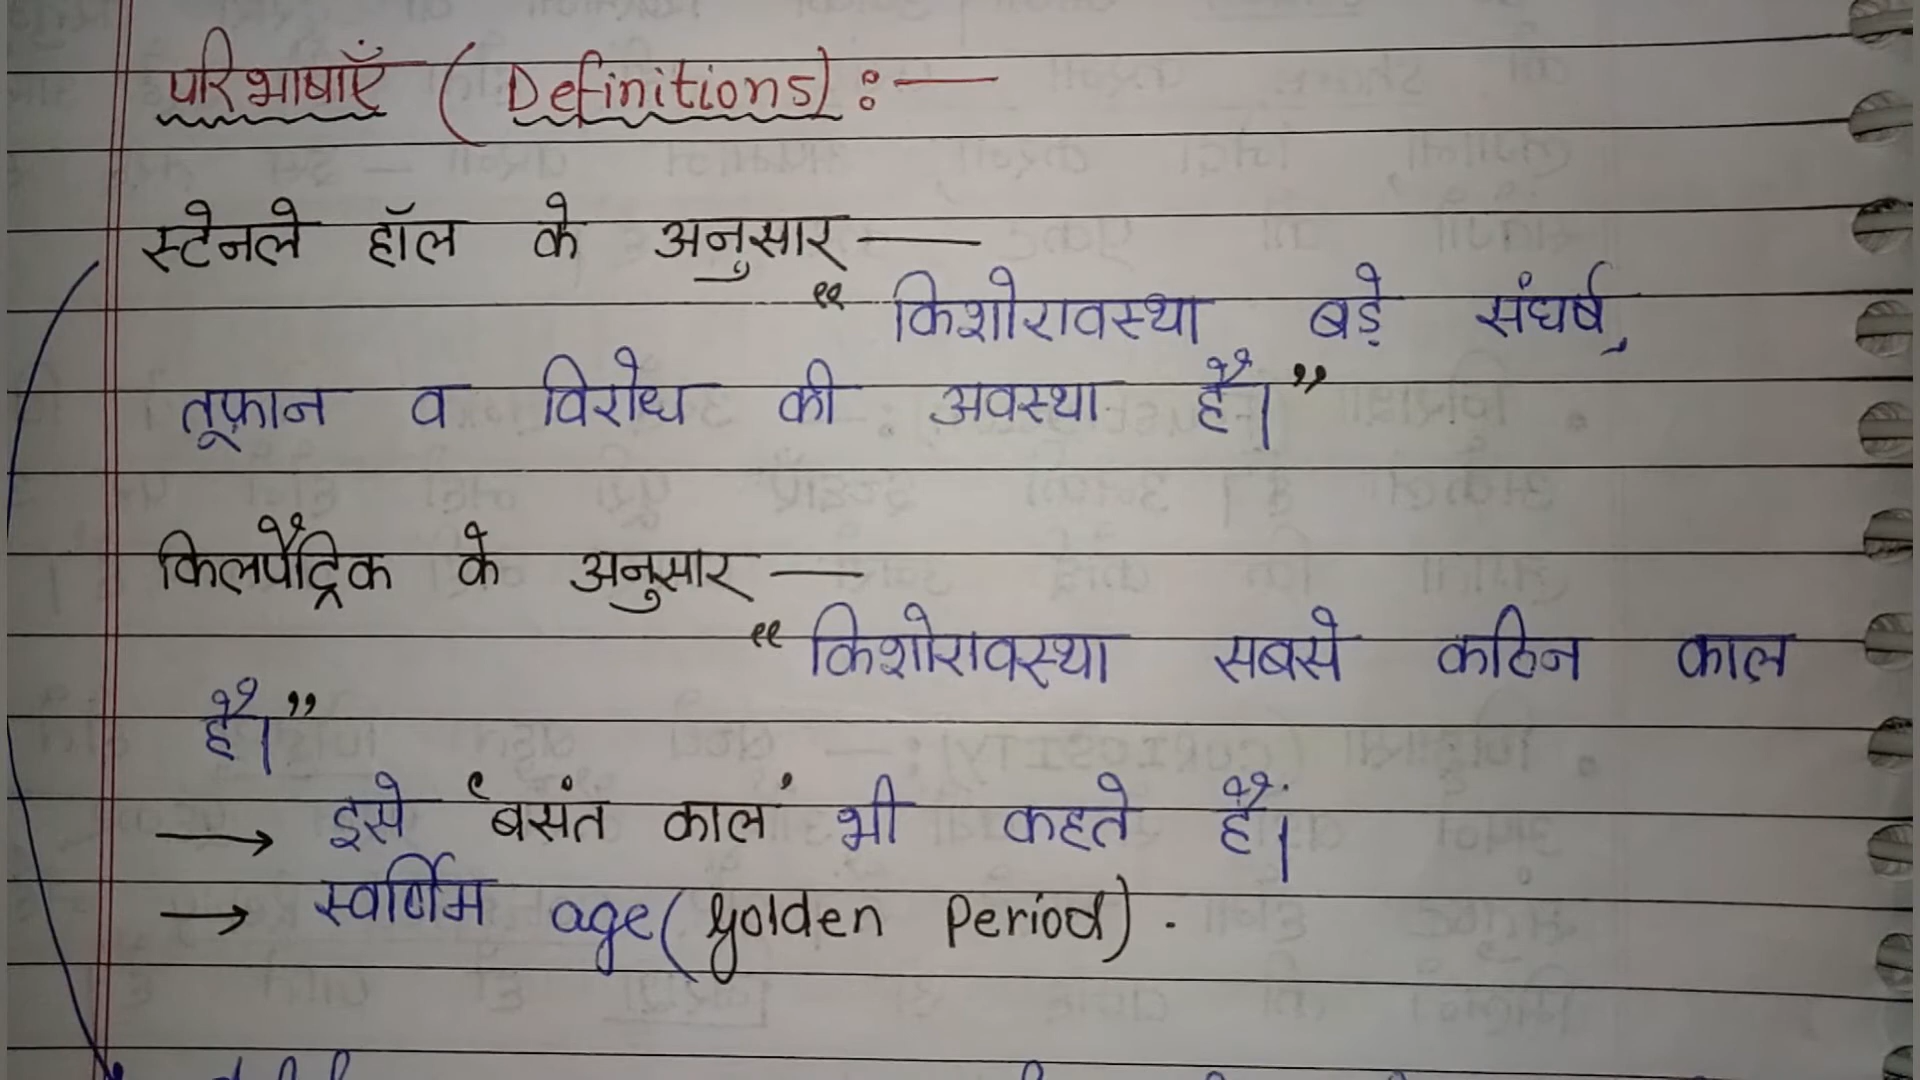 परिभाषाएँ (Definitions) :—
स्टेनले हॉल के अनुसार —
“ किशोरावस्था बड़े संघर्ष,
तूफ़ान व विरोध की अवस्था है।”
किलपैट्रिक के अनुसार —
“ किशोरावस्था सबसे कठिन काल
है।”
→ इसे 'बसंत काल' भी कहते हैं।
→ स्वर्णिम age (Golden Period).